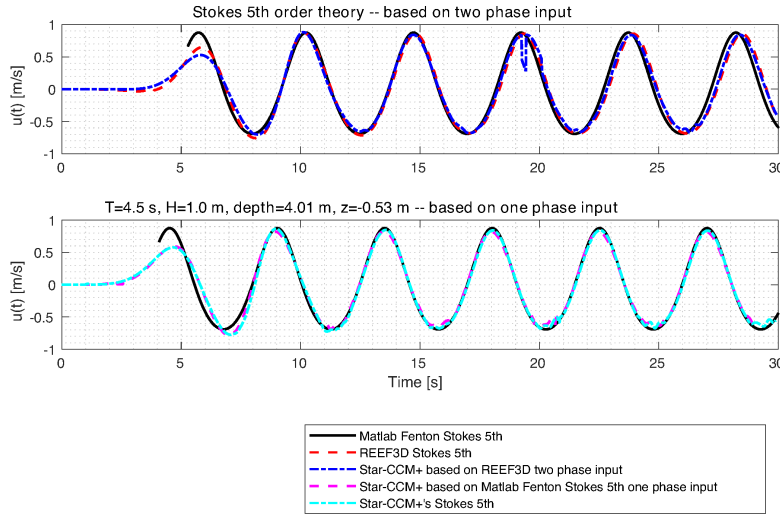 Stokes 5th order theory -- based on two phase input
u(t) [m/s]
1
0.5
0
-0.5
-1
0 5 10 15 20 25 30
T=4.5 s, H=1.0 m, depth=4.01 m, z=-0.53 m -- based on one phase input
u(t) [m/s]
1
0.5
0
-0.5
-1
0 5 10 15 20 25 30
Time [s]
Matlab Fenton Stokes 5th
REEF3D Stokes 5th
Star-CCM+ based on REEF3D two phase input
Star-CCM+ based on Matlab Fenton Stokes 5th one phase input
Star-CCM+'s Stokes 5th